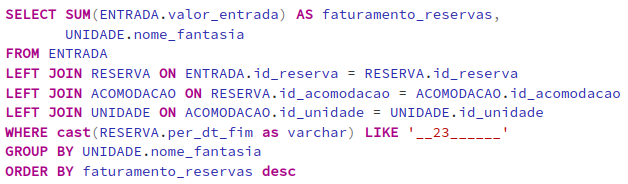 SELECT SUM(ENTRADA.valor_entrada) AS faturamento_reservas,
UNIDADE.nome_fantasia
FROM ENTRADA
LEFT JOIN RESERVA ON ENTRADA.id_reserva = RESERVA.id_reserva
LEFT JOIN ACOMODACAO ON RESERVA.id_acomodacao = ACOMODACAO.id_acomodacao
LEFT JOIN UNIDADE ON ACOMODACAO.id_unidade = UNIDADE.id_unidade
WHERE cast(RESERVA.per_dt_fim as varchar) LIKE '__23______'
GROUP BY UNIDADE.nome_fantasia
ORDER BY faturamento_reservas desc